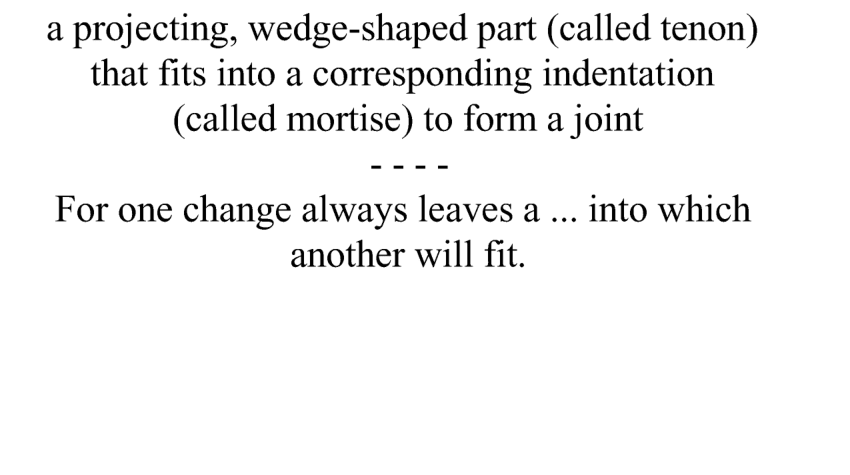 a projecting, wedge-shaped part (called tenon)
that fits into a corresponding indentation
(called mortise) to form a joint
- - - -
For one change always leaves a ... into which
another will fit.